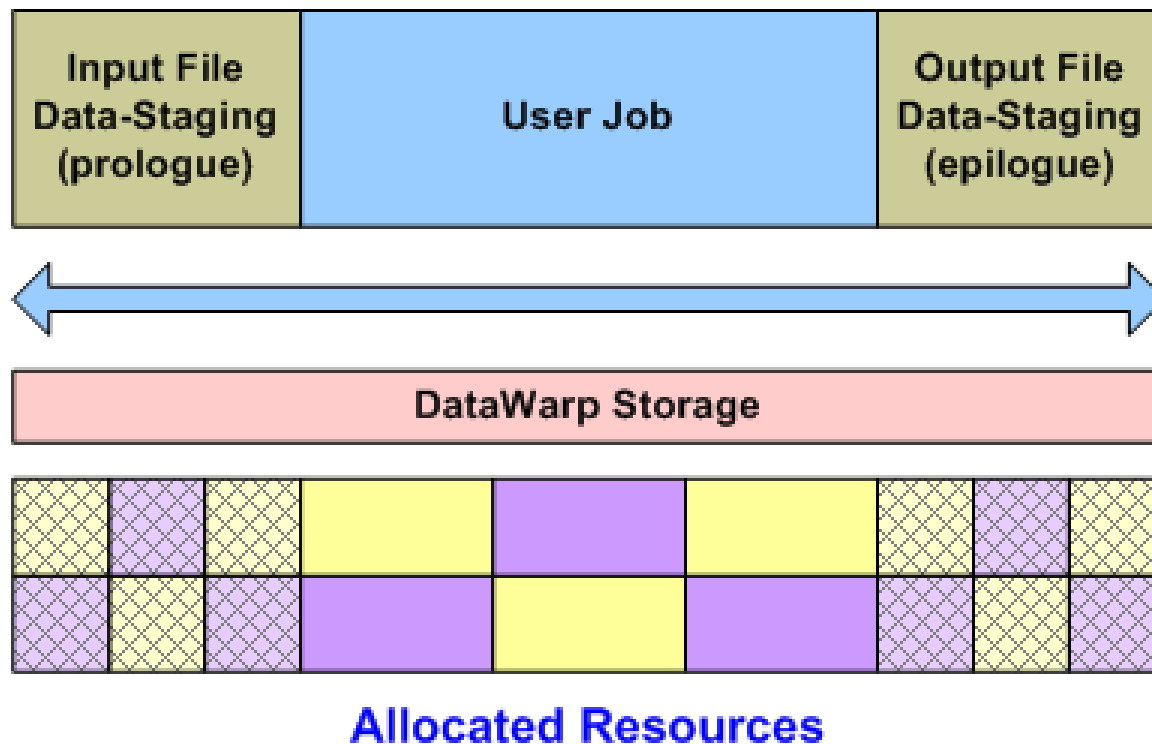 Input File
Data-Staging
(prologue)
User Job
Output File
Data-Staging
(epilogue)
DataWarp Storage
Allocated Resources